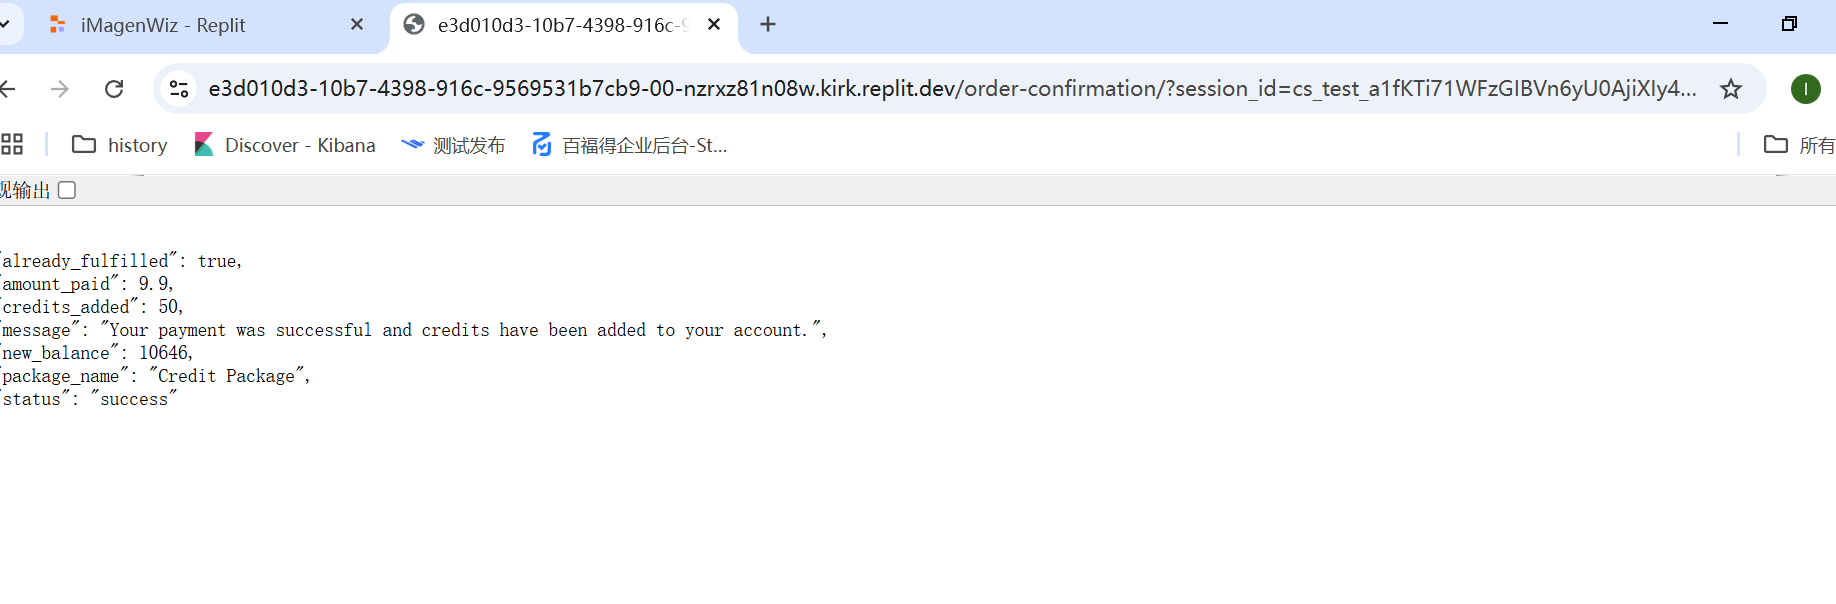 iMagenWiz - Replit
e3d010d3-10b7-4398-916c-9
e3d010d3-10b7-4398-916c-9569531b7cb9-00-nzrxz81n08w.kirk.replit.dev/order-confirmation/?session_id=cs_test_a1fKTi71WFzGIBVn6yU0AjiXIy4...
I
history
Discover - Kibana
测试发布
百福得企业后台-St...
所有
观输出
"already_fulfilled": true,
"amount_paid": 9.9,
"credits_added": 50,
"message": "Your payment was successful and credits have been added to your account.",
"new_balance": 10646,
"package_name": "Credit Package",
"status": "success"